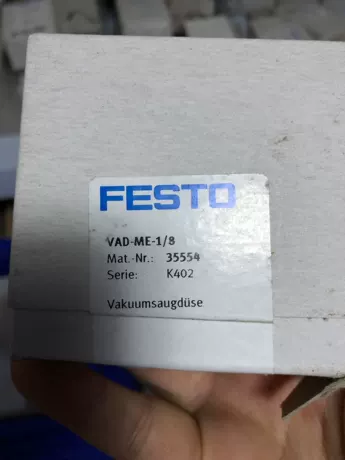 FESTO
VAD-ME-1/8
Mat.-Nr.: 35554
Serie: K402
Vakuumsaugdüse